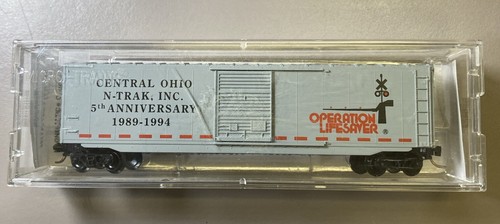 CENTRAL OHIO
N-TRAK, INC.
5th ANNIVERSARY
1989-1994
OPERATION
LIFESAVER®